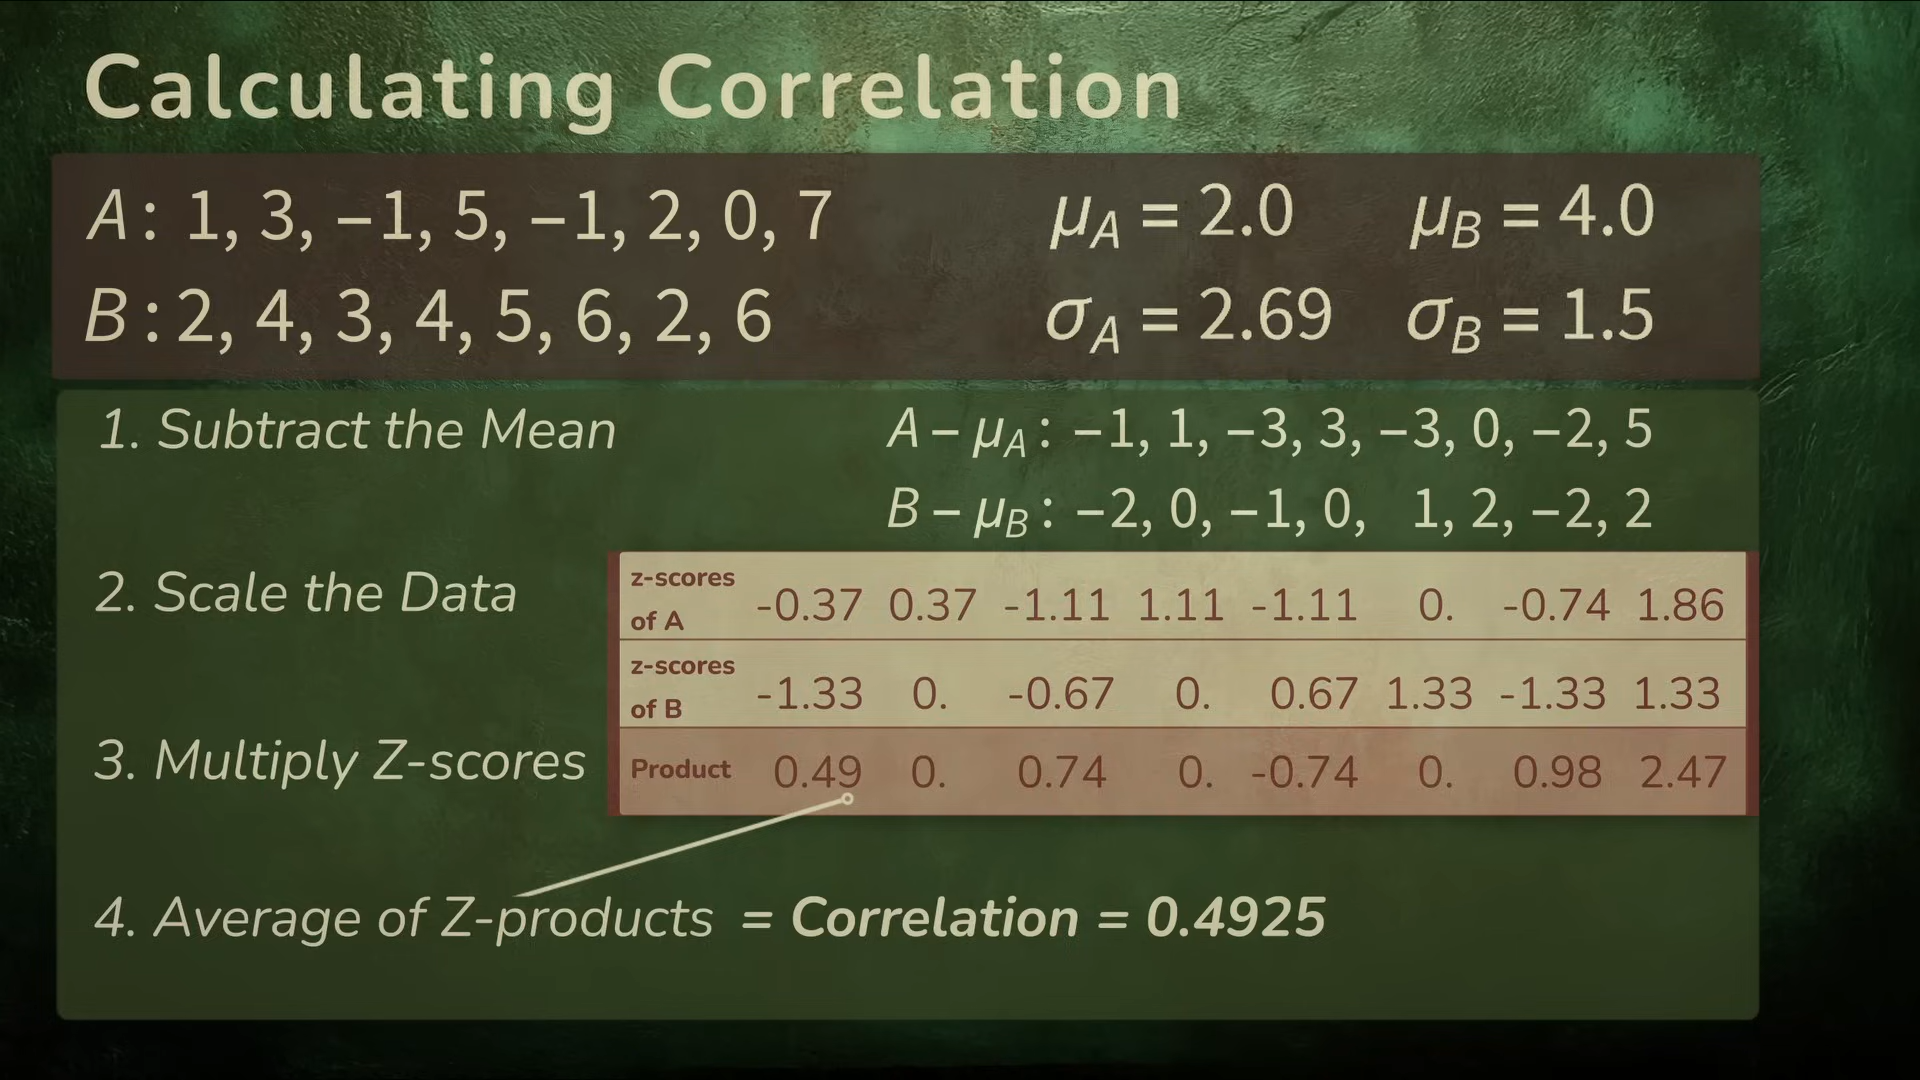 Calculating Correlation
A : 1, 3, −1, 5, −1, 2, 0, 7
μA = 2.0 μB = 4.0
B : 2, 4, 3, 4, 5, 6, 2, 6
σA = 2.69 σB = 1.5
1. Subtract the Mean
A − μA : −1, 1, −3, 3, −3, 0, −2, 5
B − μB : −2, 0, −1, 0, 1, 2, −2, 2
2. Scale the Data
z-scores of A -0.37 0.37 -1.11 1.11 -1.11 0. -0.74 1.86
z-scores of B -1.33 0. -0.67 0. 0.67 1.33 -1.33 1.33
3. Multiply Z-scores
Product 0.49 0. 0.74 0. -0.74 0. 0.98 2.47
4. Average of Z-products = Correlation = 0.4925